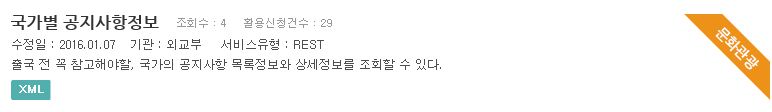 국가별 공지사항정보 조회수 : 4 활용신청건수 : 29
수정일 : 2016.01.07 기관 : 외교부 서비스유형 : REST
출국 전 꼭 참고해야할, 국가의 공지사항 목록정보와 상세정보를 조회할 수 있다.
XML
문화관광